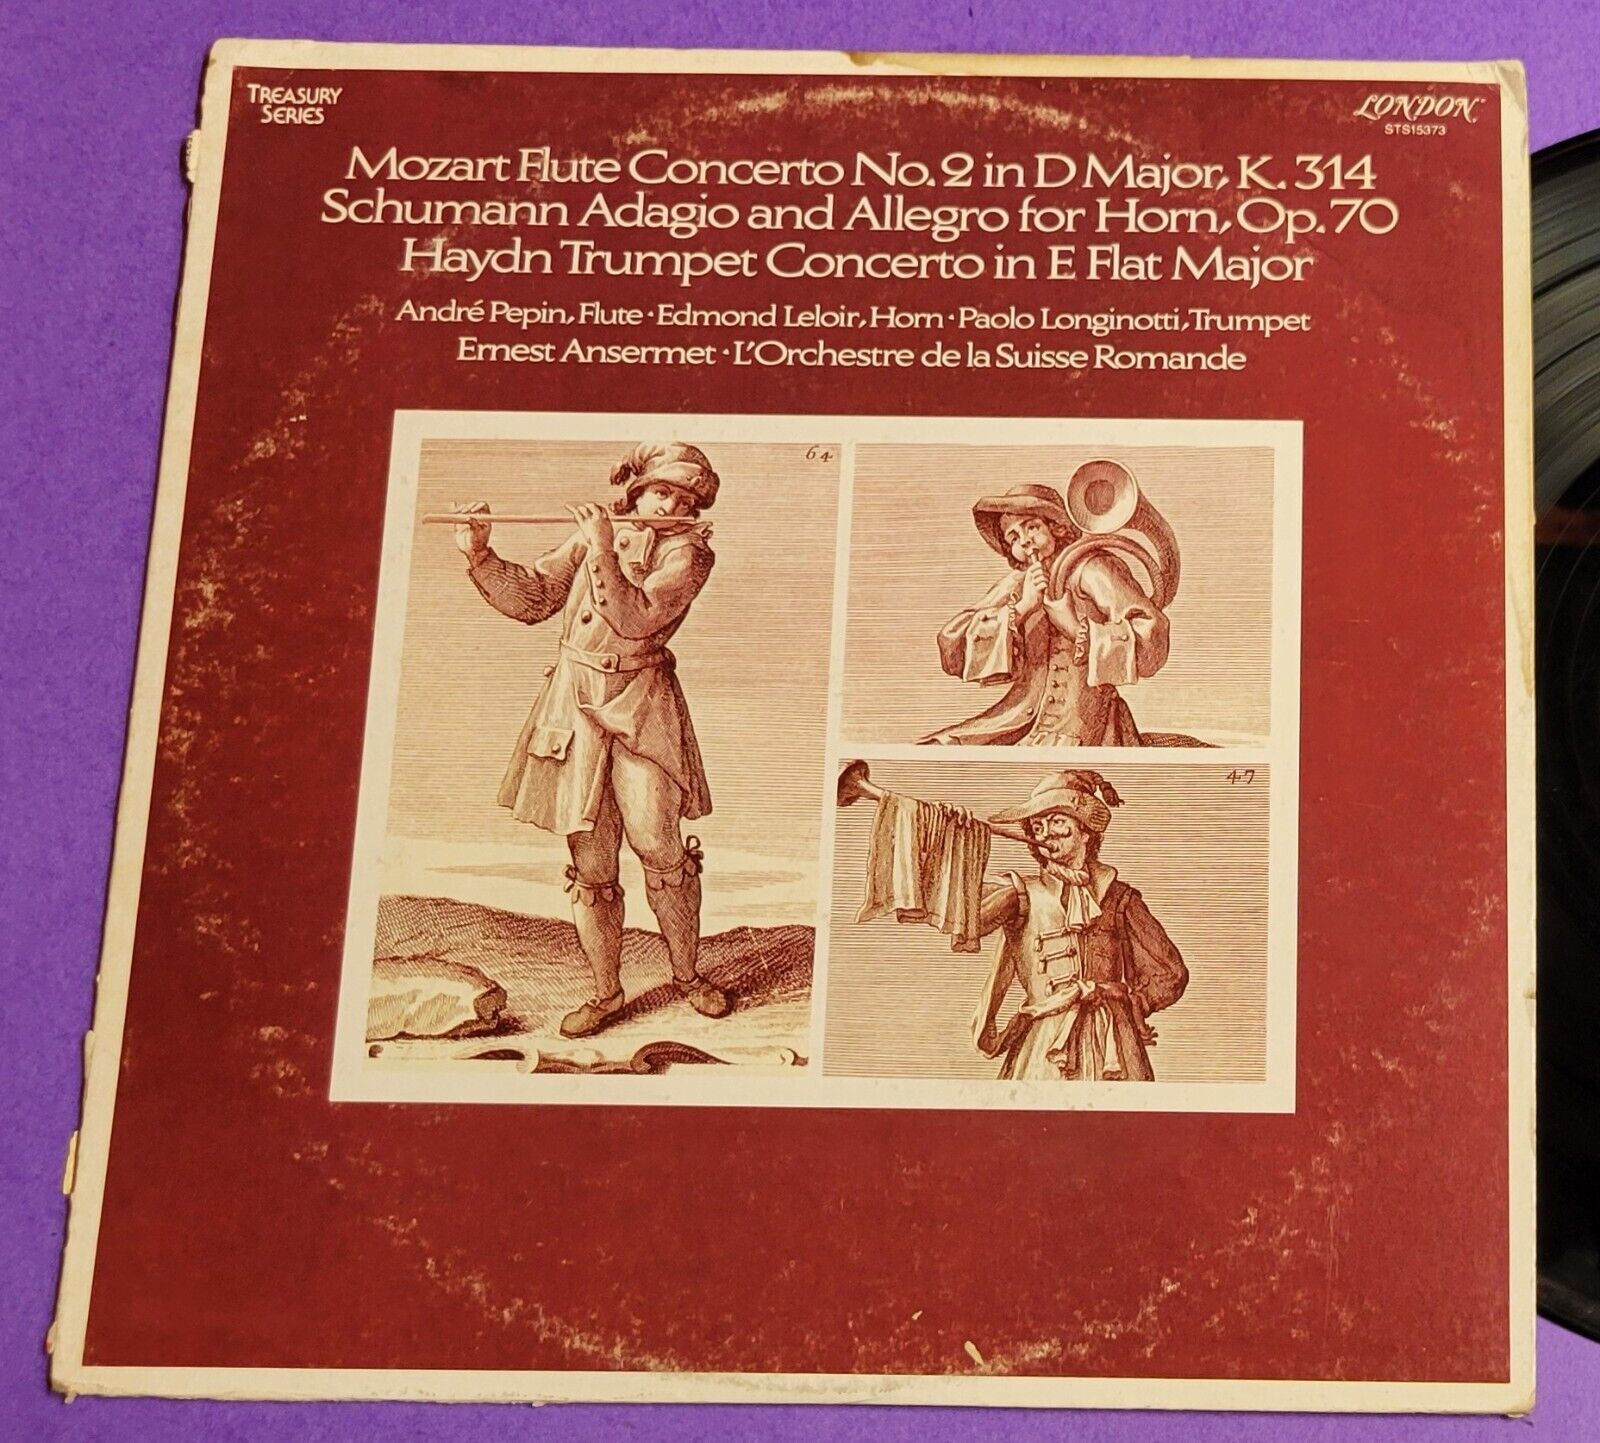 TREASURY
SERIES
LONDON
STS15373
Mozart Flute Concerto No. 2 in D Major, K. 314
Schumann Adagio and Allegro for Horn, Op. 70
Haydn Trumpet Concerto in E Flat Major
André Pepin, Flute · Edmond Leloir, Horn · Paolo Longinotti, Trumpet
Ernest Ansermet · L'Orchestre de la Suisse Romande
64
47